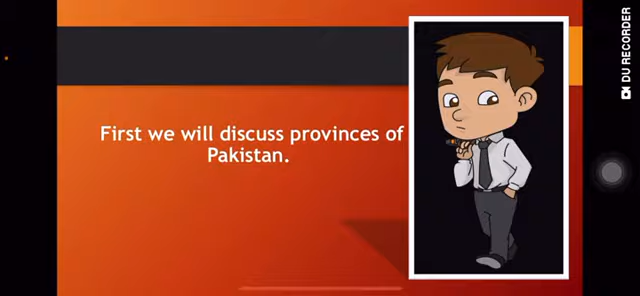 First we will discuss provinces of
Pakistan.
DU RECORDER